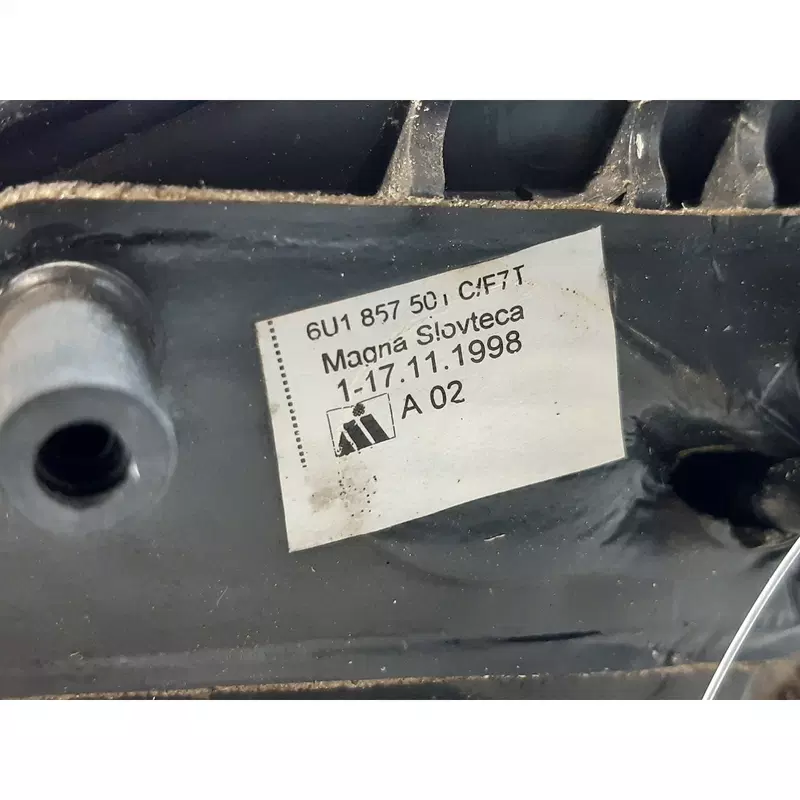 6U1 857 501 C/F7T
Magna Slovteca
1-17.11.1998
A 02